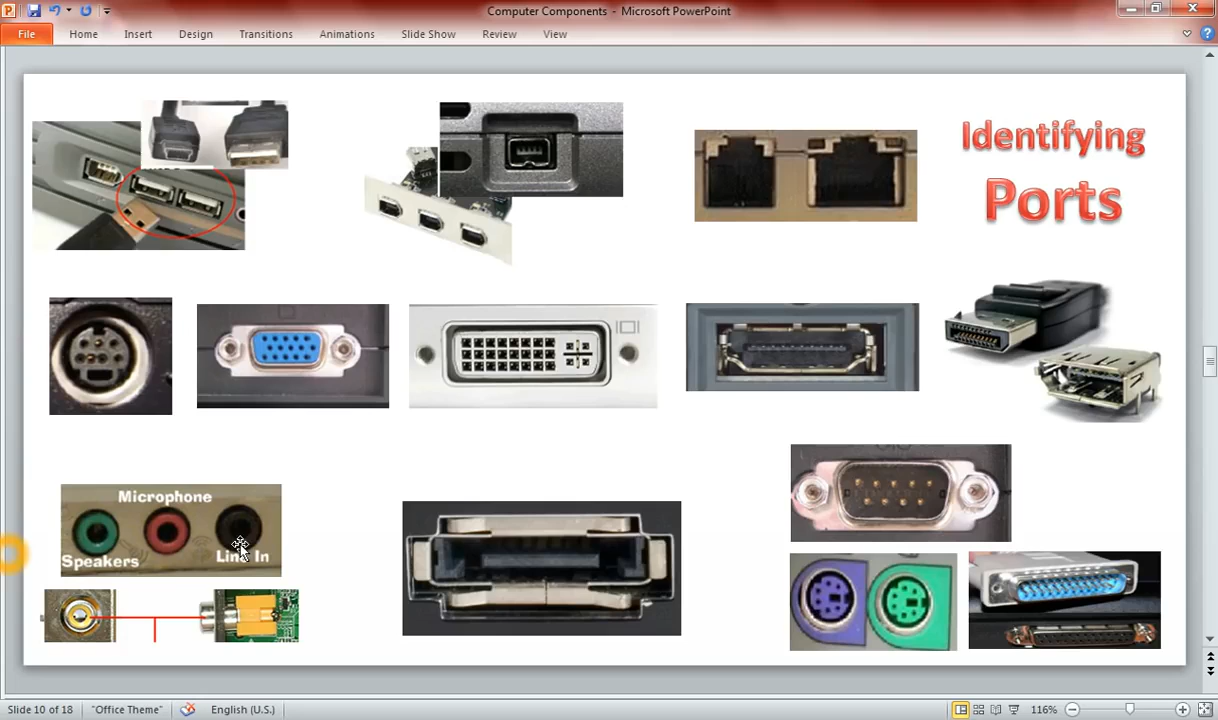 Computer Components - Microsoft PowerPoint
File Home Insert Design Transitions Animations Slide Show Review View
Identifying
Ports
Microphone
Speakers
Line In
Slide 10 of 18 "Office Theme" English (U.S.) 116%